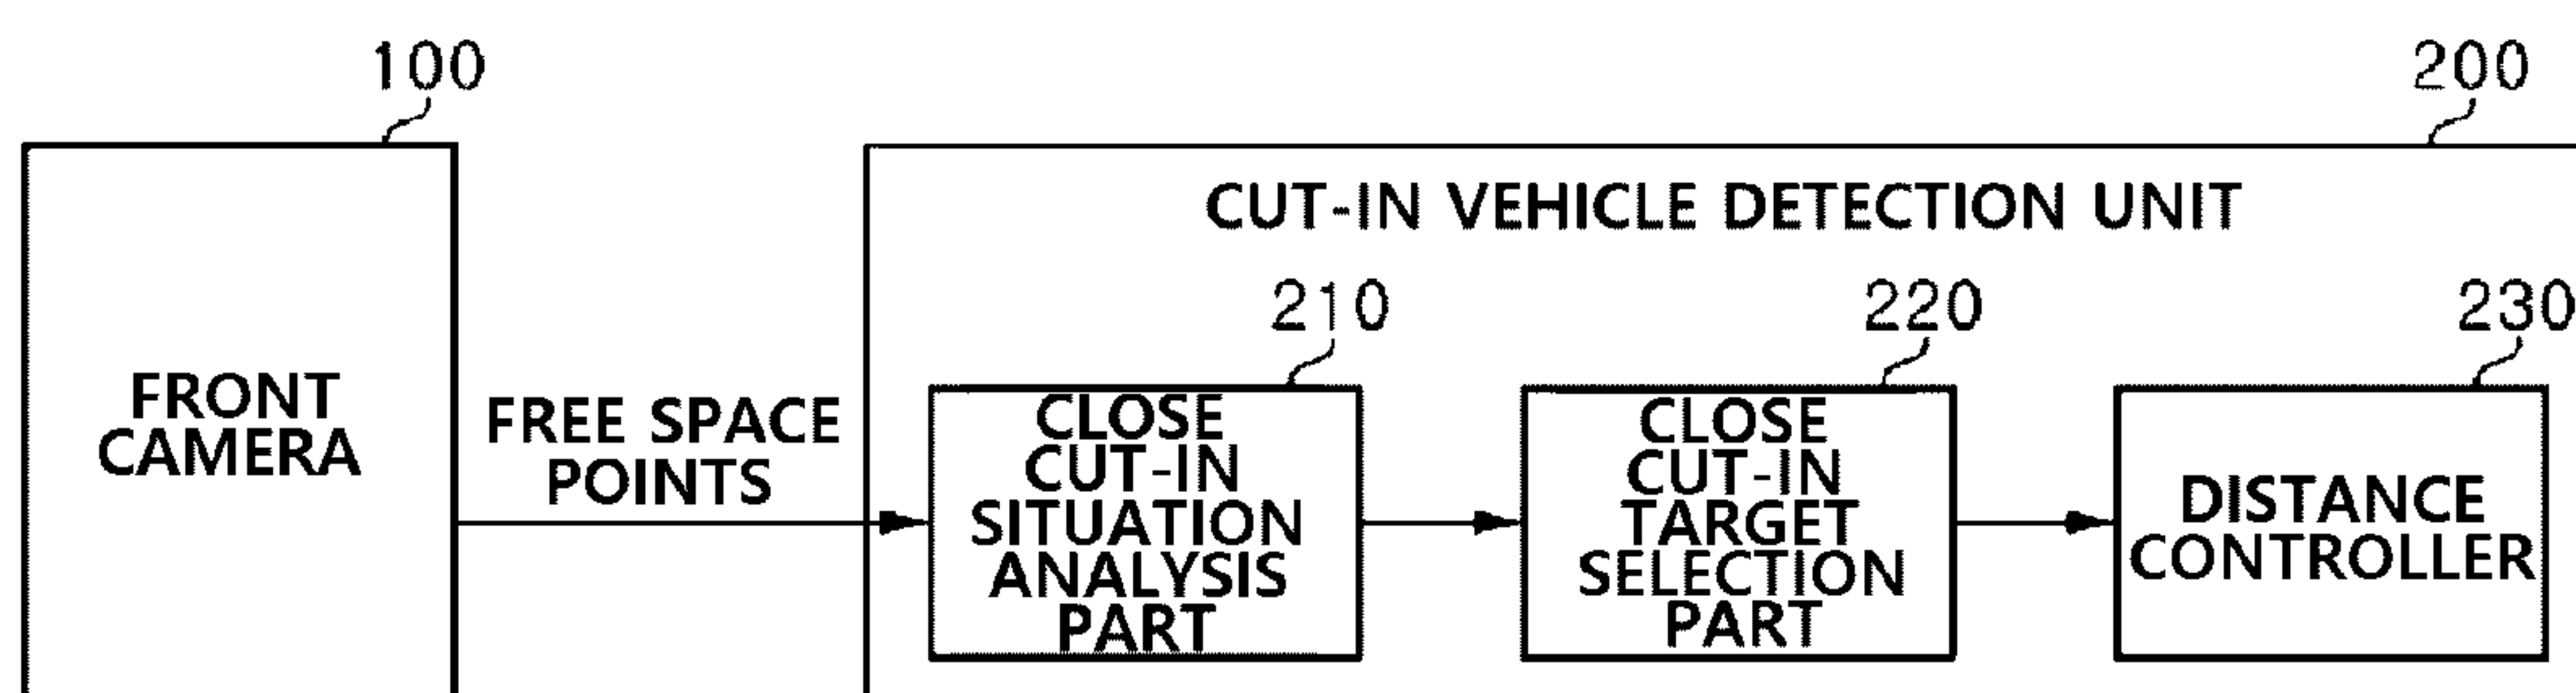 100
200
CUT-IN VEHICLE DETECTION UNIT
210
220
230
FRONT
CAMERA
FREE SPACE
POINTS
CLOSE
CUT-IN
SITUATION
ANALYSIS
PART
CLOSE
CUT-IN
TARGET
SELECTION
PART
DISTANCE
CONTROLLER